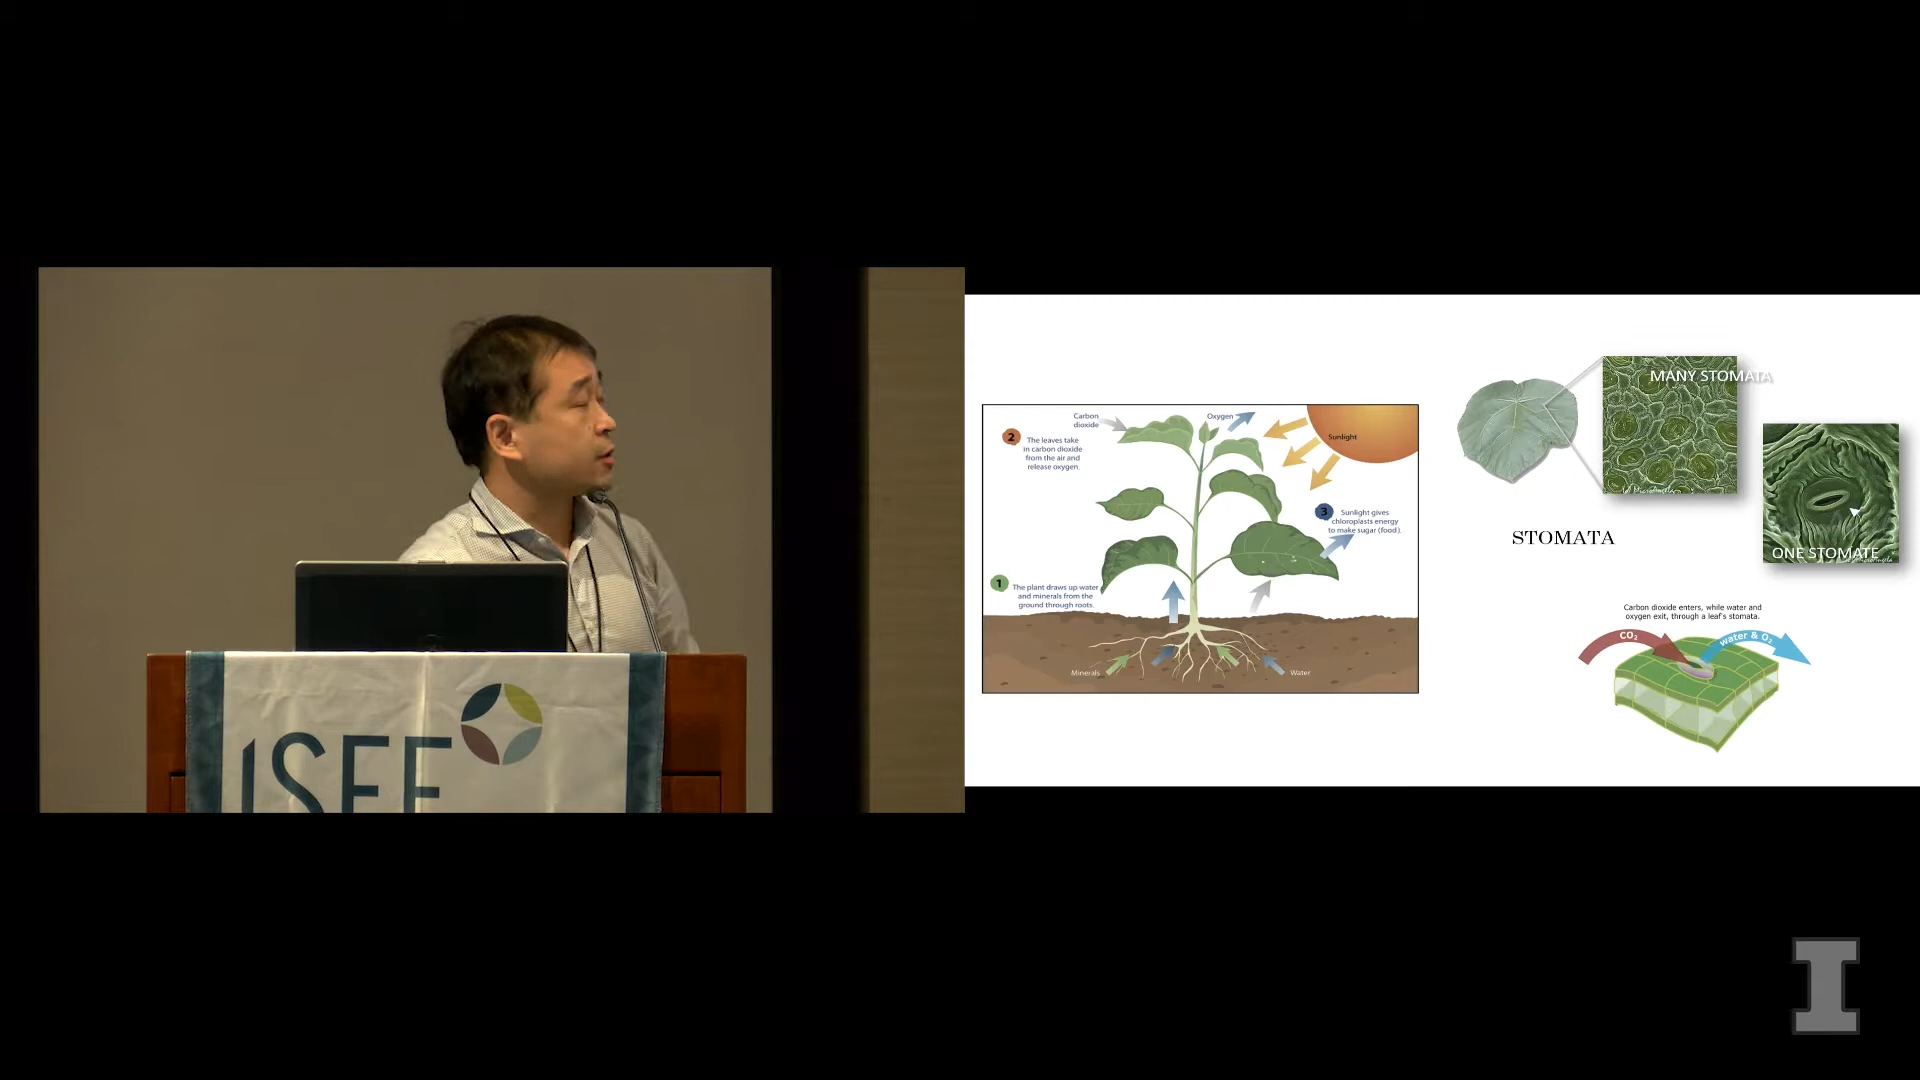 ISEE
Carbon
dioxide
Oxygen
Sunlight
2
The leaves take
in carbon dioxide
from the air and
release oxygen.
3
Sunlight gives
chloroplasts energy
to make sugar (food).
1
The plant draws up water
and minerals from the
ground through roots.
Minerals
Water
MANY STOMATA
STOMATA
ONE STOMATE
Carbon dioxide enters, while water and
oxygen exit, through a leaf's stomata.
CO2
water & O2
I